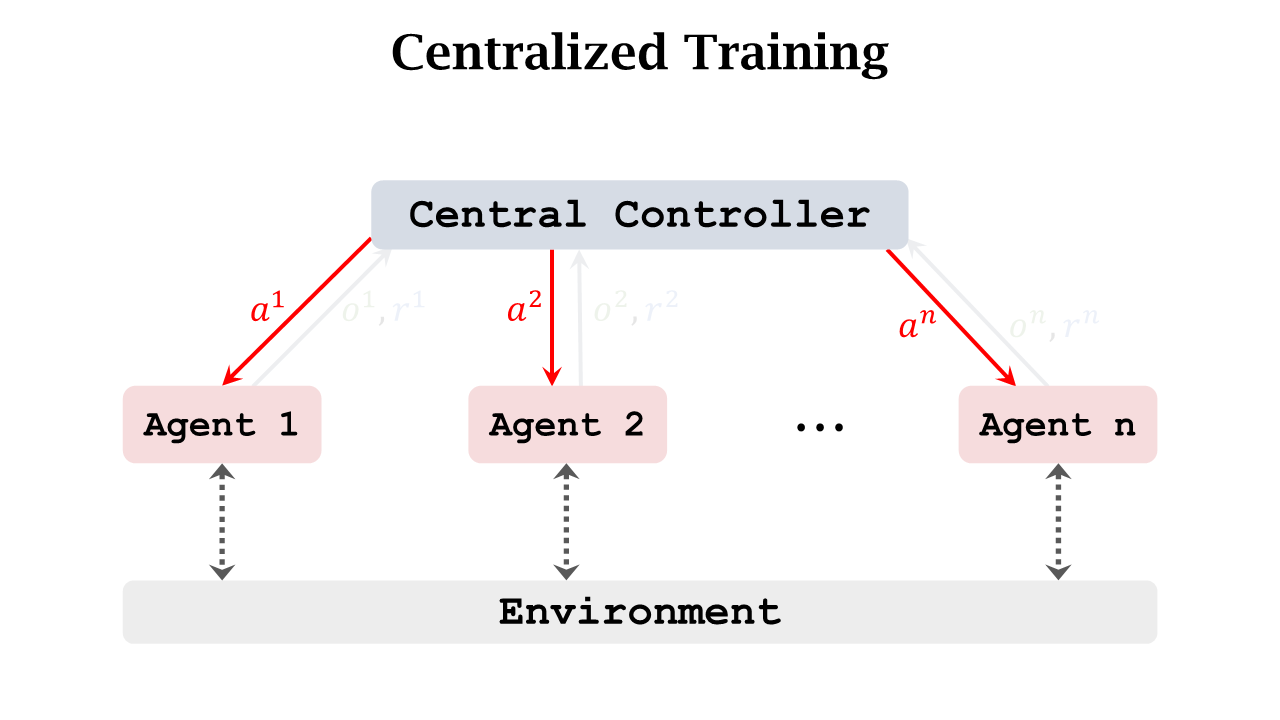 Centralized Training
Central Controller
a¹ o¹, r¹ a² o², r² aⁿ oⁿ, rⁿ
Agent 1 Agent 2 ... Agent n
Environment